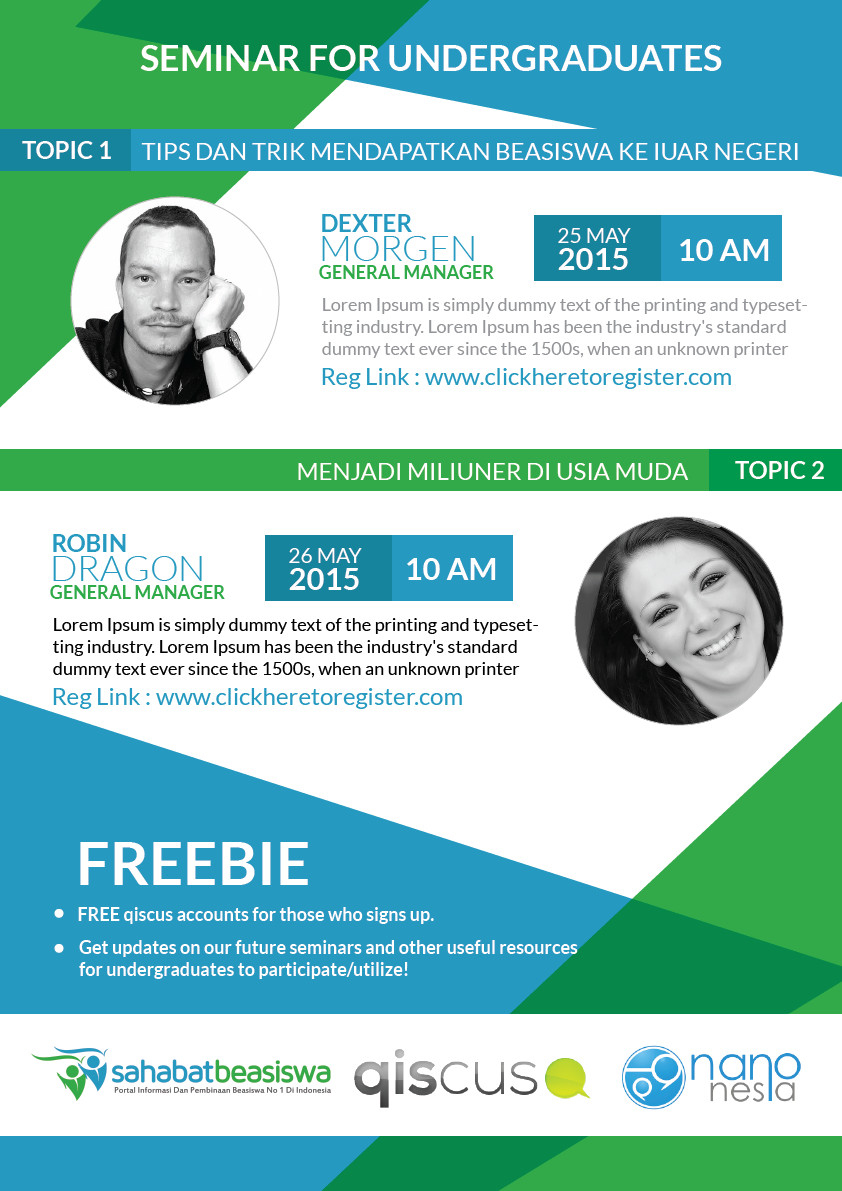 SEMINAR FOR UNDERGRADUATES
TOPIC 1 TIPS DAN TRIK MENDAPATKAN BEASISWA KE IUAR NEGERI
DEXTER
MORGEN
GENERAL MANAGER
25 MAY
2015
10 AM
Lorem Ipsum is simply dummy text of the printing and typeset-
ting industry. Lorem Ipsum has been the industry's standard
dummy text ever since the 1500s, when an unknown printer
Reg Link : www.clickheretoregister.com
MENJADI MILIUNER DI USIA MUDA TOPIC 2
ROBIN
DRAGON
GENERAL MANAGER
26 MAY
2015
10 AM
Lorem Ipsum is simply dummy text of the printing and typeset-
ting industry. Lorem Ipsum has been the industry's standard
dummy text ever since the 1500s, when an unknown printer
Reg Link : www.clickheretoregister.com
FREEBIE
• FREE qiscus accounts for those who signs up.
• Get updates on our future seminars and other useful resources
for undergraduates to participate/utilize!
sahabatbeasiswa
Portal Informasi Dan Pembinaan Beasiswa No 1 Di Indonesia
qiscus
nano
nesia